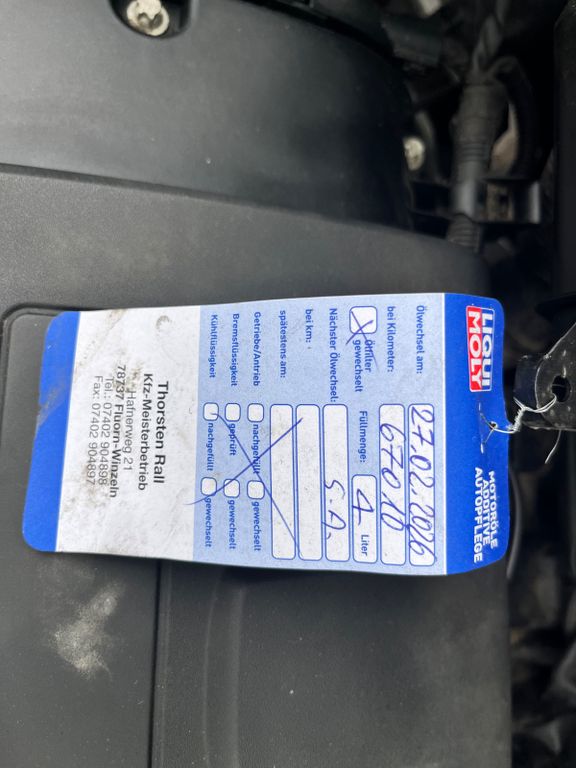 LIQUI
MOLY
MOTORÖLE
ADDITIVE
AUTOPFLEGE
Ölwechsel am: 27.02.2026
bei Kilometer: 67010
X Ölfilter gewechselt Füllmenge: 4 Liter
Nächster Ölwechsel: S.A.
bei km:
spätestens am:
Getriebe/Antrieb nachgefüllt gewechselt
Bremsflüssigkeit geprüft gewechselt
Kühlflüssigkeit nachgefüllt gewechselt
Thorsten Rall
Kfz-Meisterbetrieb
Hafnerweg 21
78737 Fluorn-Winzeln
Tel.: 07402 904898
Fax: 07402 904897